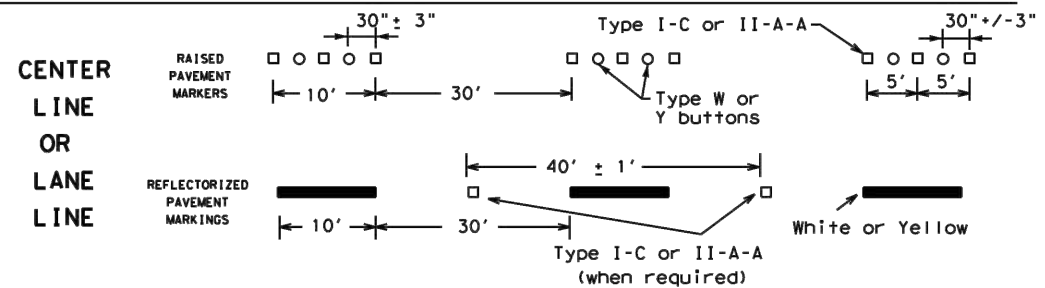 CENTER
LINE
OR
LANE
LINE
RAISED
PAVEMENT
MARKERS
30"± 3"
10'
30'
Type I-C or II-A-A
Type W or
Y buttons
30"+/-3"
5'
5'
REFLECTORIZED
PAVEMENT
MARKINGS
10'
30'
40' ± 1'
Type I-C or II-A-A
(when required)
White or Yellow